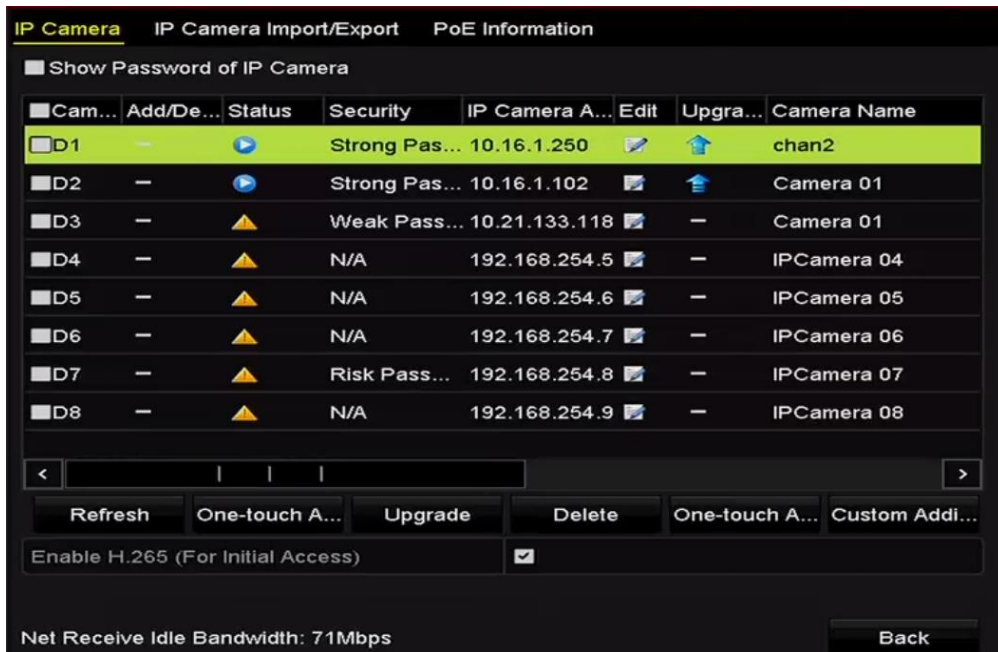 IP Camera IP Camera Import/Export PoE Information
Show Password of IP Camera
Cam... Add/De... Status Security IP Camera A... Edit Upgra... Camera Name
D1 — Strong Pas... 10.16.1.250 chan2
D2 — Strong Pas... 10.16.1.102 Camera 01
D3 — Weak Pass... 10.21.133.118 — Camera 01
D4 — N/A 192.168.254.5 — IPCamera 04
D5 — N/A 192.168.254.6 — IPCamera 05
D6 — N/A 192.168.254.7 — IPCamera 06
D7 — Risk Pass... 192.168.254.8 — IPCamera 07
D8 — N/A 192.168.254.9 — IPCamera 08
< >
Refresh One-touch A... Upgrade Delete One-touch A... Custom Addi...
Enable H.265 (For Initial Access)
Net Receive Idle Bandwidth: 71Mbps Back